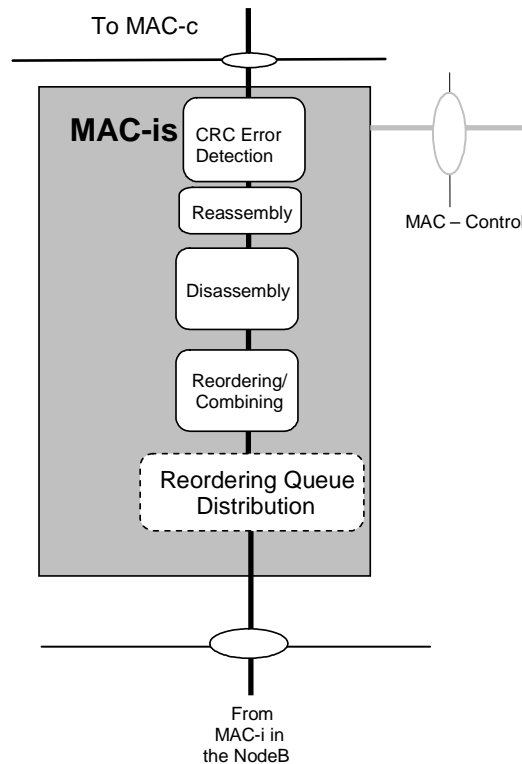 To MAC-c
MAC-is
CRC Error
Detection
Reassembly
MAC – Control
Disassembly
Reordering/
Combining
Reordering Queue
Distribution
From
MAC-i in
the NodeB